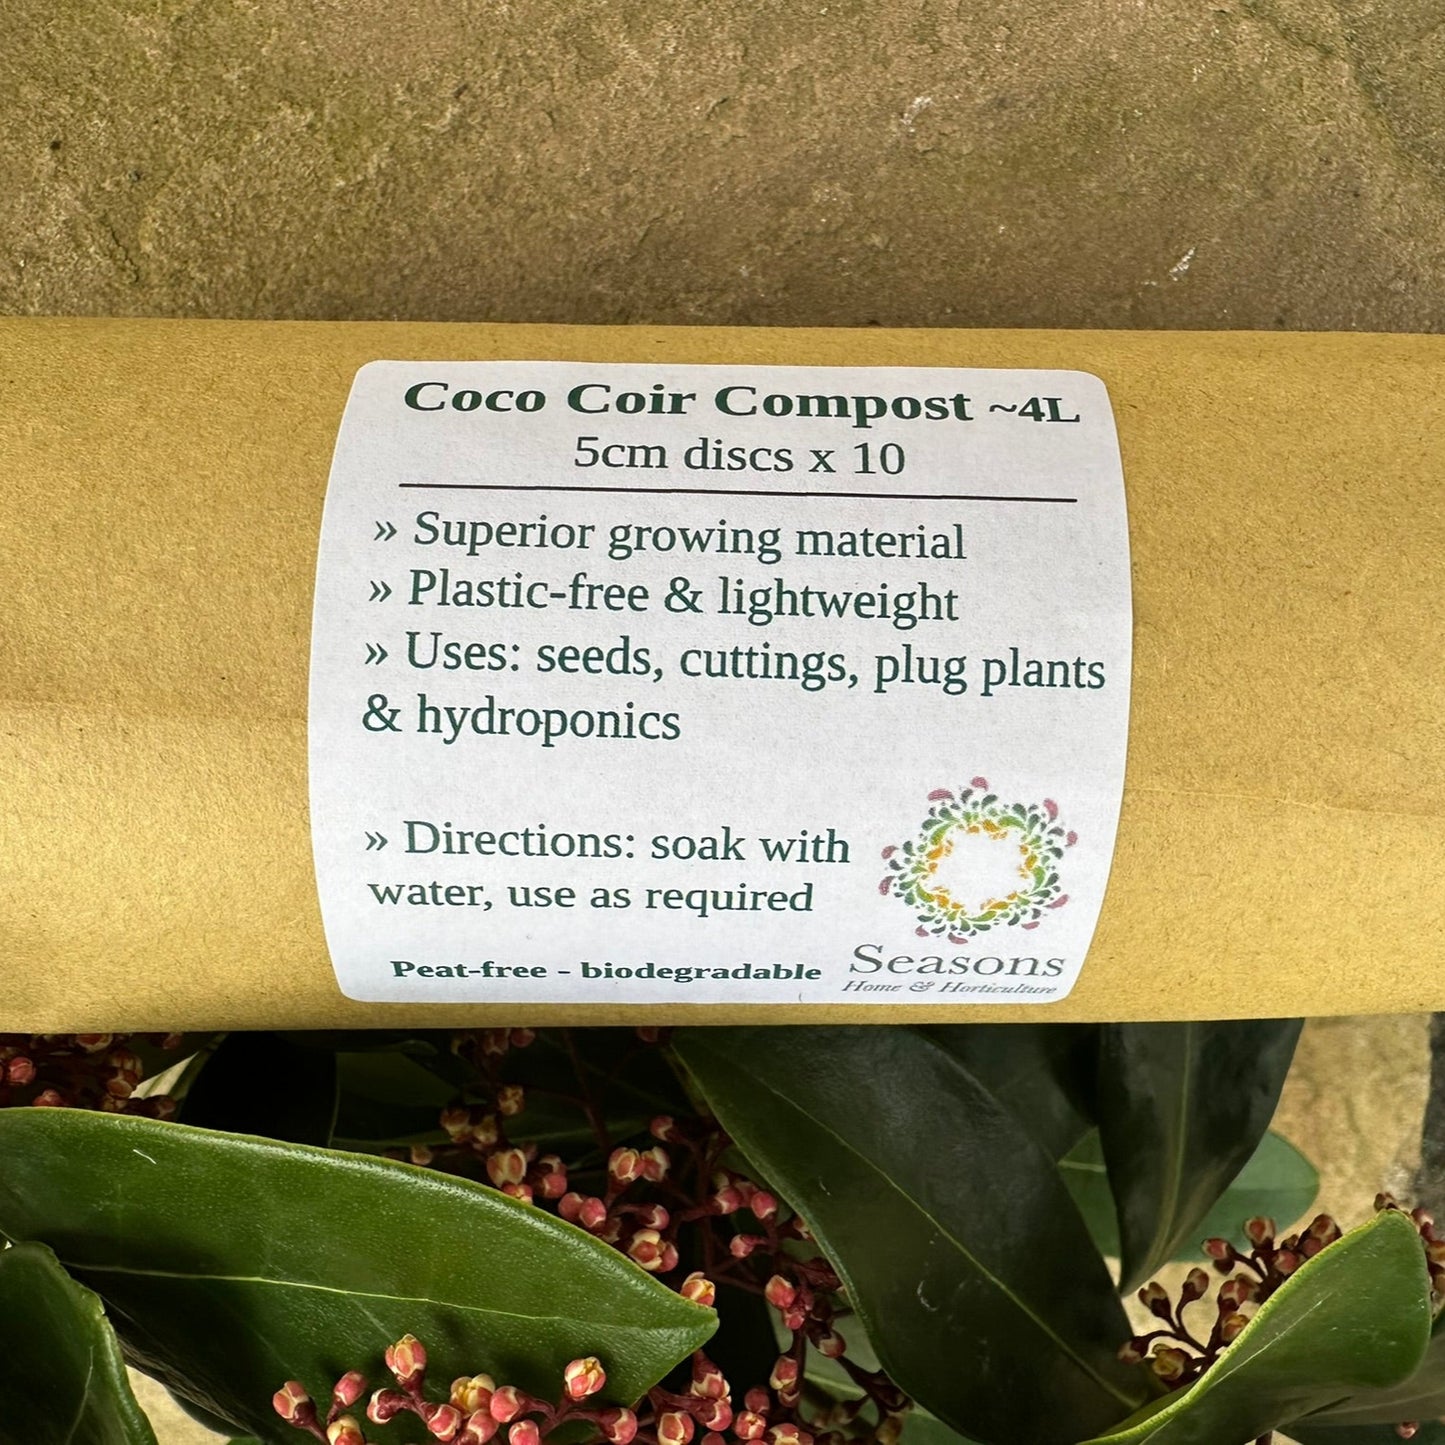 Coco Coir Compost ~4L
5cm discs x 10
» Superior growing material
» Plastic-free & lightweight
» Uses: seeds, cuttings, plug plants
& hydroponics
» Directions: soak with
water, use as required
Peat-free - biodegradable
Seasons
Home & Horticulture